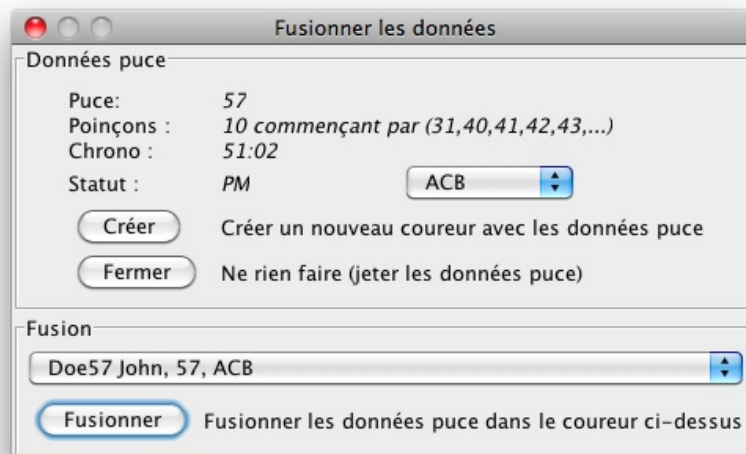 Fusionner les données
Données puce
Puce: 57
Poinçons : 10 commençant par (31,40,41,42,43,...)
Chrono : 51:02
Statut : PM ACB
Créer Créer un nouveau coureur avec les données puce
Fermer Ne rien faire (jeter les données puce)
Fusion
Doe57 John, 57, ACB
Fusionner Fusionner les données puce dans le coureur ci-dessus